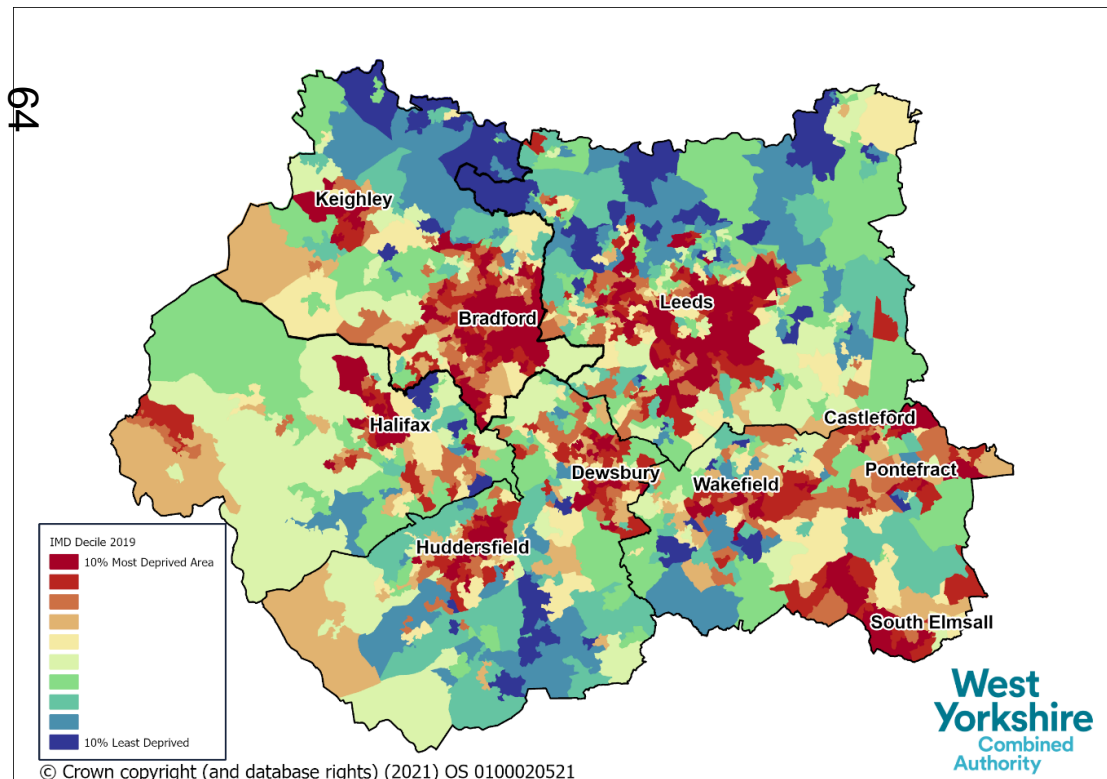 64
Keighley
Leeds
Bradford
Castleford
Halifax
Pontefract
Dewsbury
Wakefield
Huddersfield
South Elmsall
IMD Decile 2019
10% Most Deprived Area
10% Least Deprived
West
Yorkshire
Combined
Authority
© Crown copyright (and database rights) (2021) OS 0100020521